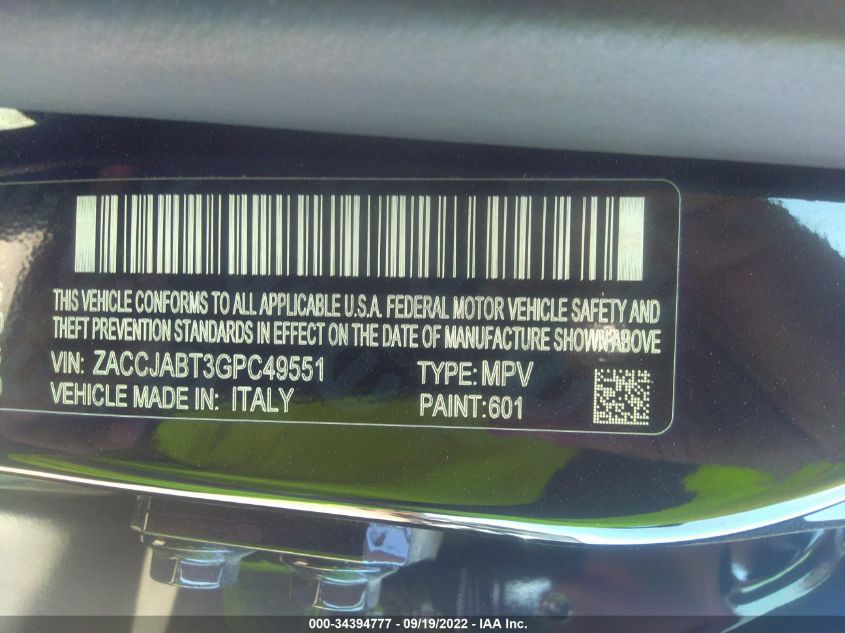 THIS VEHICLE CONFORMS TO ALL APPLICABLE U.S.A. FEDERAL MOTOR VEHICLE SAFETY AND
THEFT PREVENTION STANDARDS IN EFFECT ON THE DATE OF MANUFACTURE SHOWN ABOVE
VIN: ZACCJABT3GPC49551 TYPE: MPV
VEHICLE MADE IN: ITALY PAINT:601
000-34394777 - 09/19/2022 - IAA Inc.